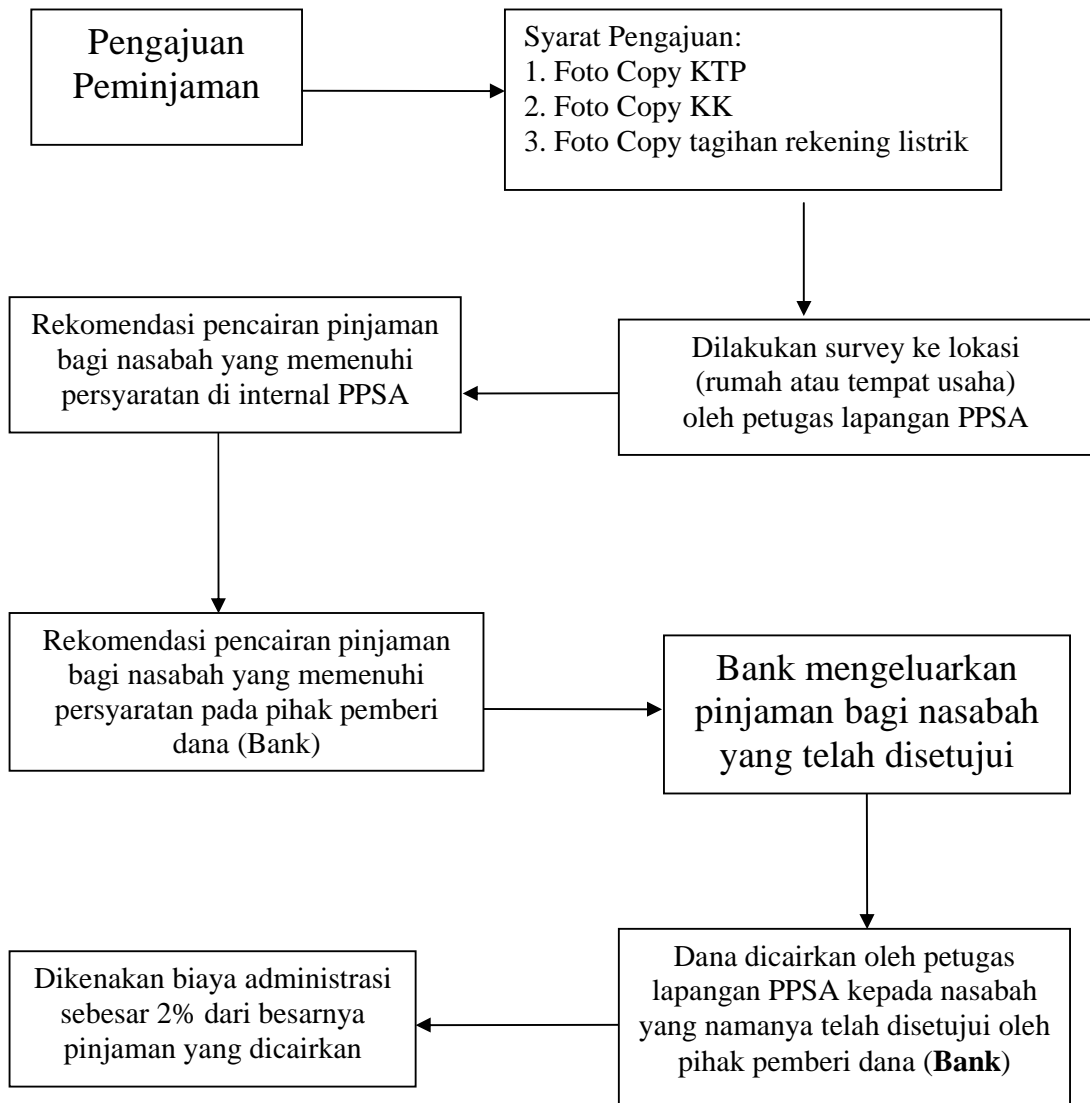 Pengajuan
Peminjaman
Syarat Pengajuan:
1. Foto Copy KTP
2. Foto Copy KK
3. Foto Copy tagihan rekening listrik
Dilakukan survey ke lokasi
(rumah atau tempat usaha)
oleh petugas lapangan PPSA
Rekomendasi pencairan pinjaman
bagi nasabah yang memenuhi
persyaratan di internal PPSA
Rekomendasi pencairan pinjaman
bagi nasabah yang memenuhi
persyaratan pada pihak pemberi
dana (Bank)
Bank mengeluarkan
pinjaman bagi nasabah
yang telah disetujui
Dana dicairkan oleh petugas
lapangan PPSA kepada nasabah
yang namanya telah disetujui oleh
pihak pemberi dana (Bank)
Dikenakan biaya administrasi
sebesar 2% dari besarnya
pinjaman yang dicairkan